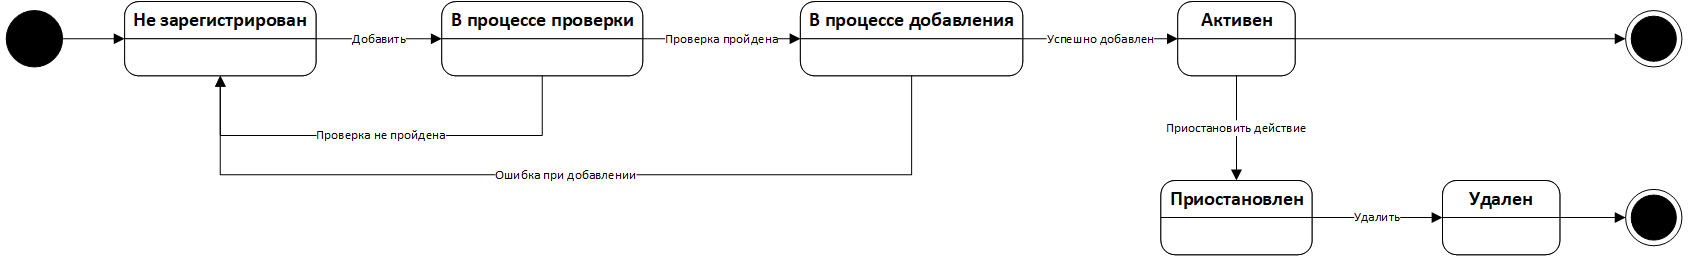 Не зарегистрирован
Добавить
В процессе проверки
Проверка пройдена
В процессе добавления
Успешно добавлен
Активен
Проверка не пройдена
Приостановить действие
Ошибка при добавлении
Приостановлен
Удалить
Удален